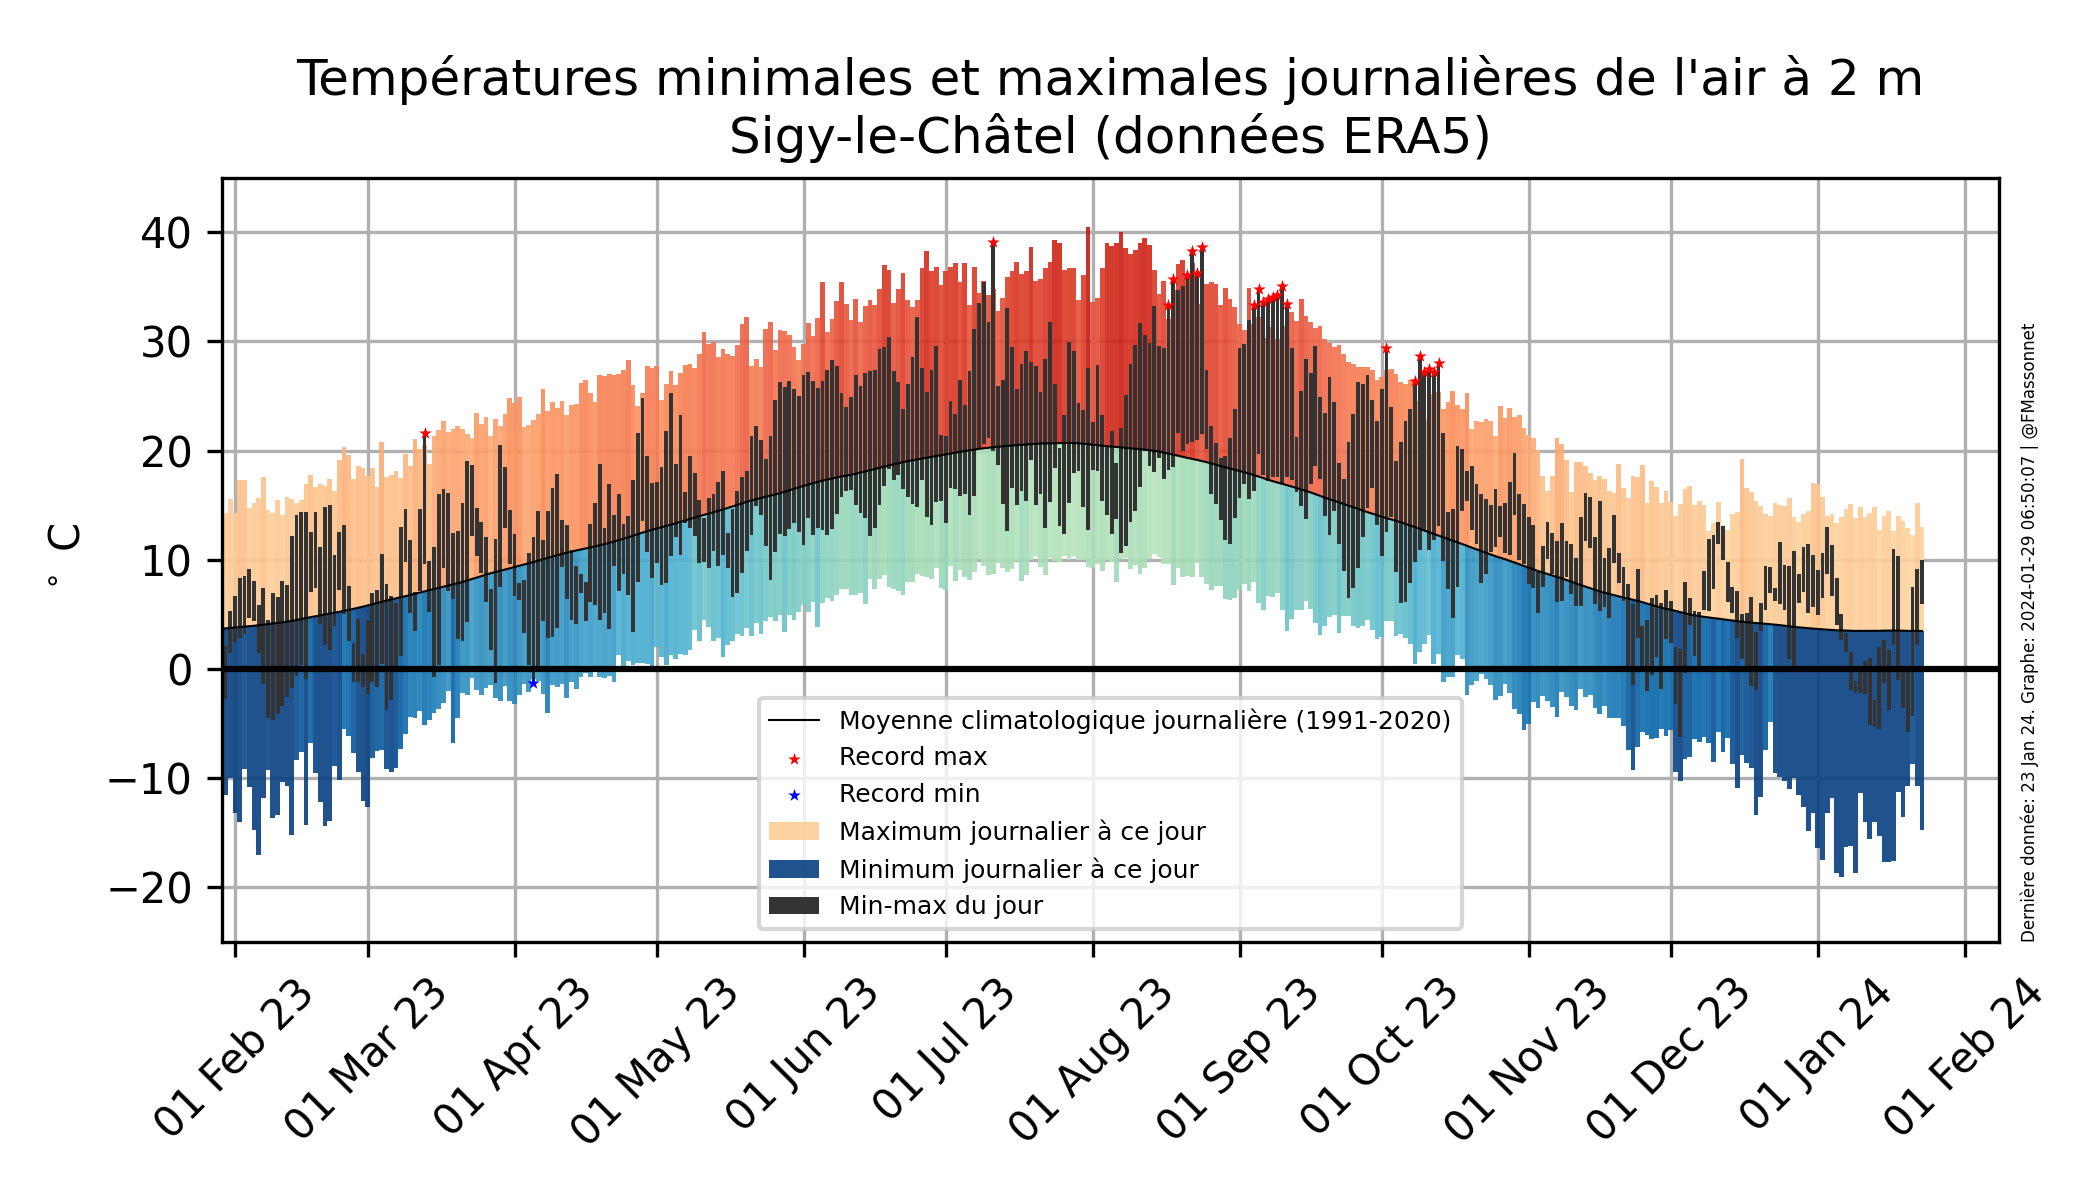 Températures minimales et maximales journalières de l'air à 2 m
Sigy-le-Châtel (données ERA5)
° C
40
30
20
10
0
−10
−20
Moyenne climatologique journalière (1991-2020)
Record max
Record min
Maximum journalier à ce jour
Minimum journalier à ce jour
Min-max du jour
01 Feb 23
01 Mar 23
01 Apr 23
01 May 23
01 Jun 23
01 Jul 23
01 Aug 23
01 Sep 23
01 Oct 23
01 Nov 23
01 Dec 23
01 Jan 24
01 Feb 24
Dernière donnée: 23 Jan 24. Graphe: 2024-01-29 06:50:07 | @FMassonnet